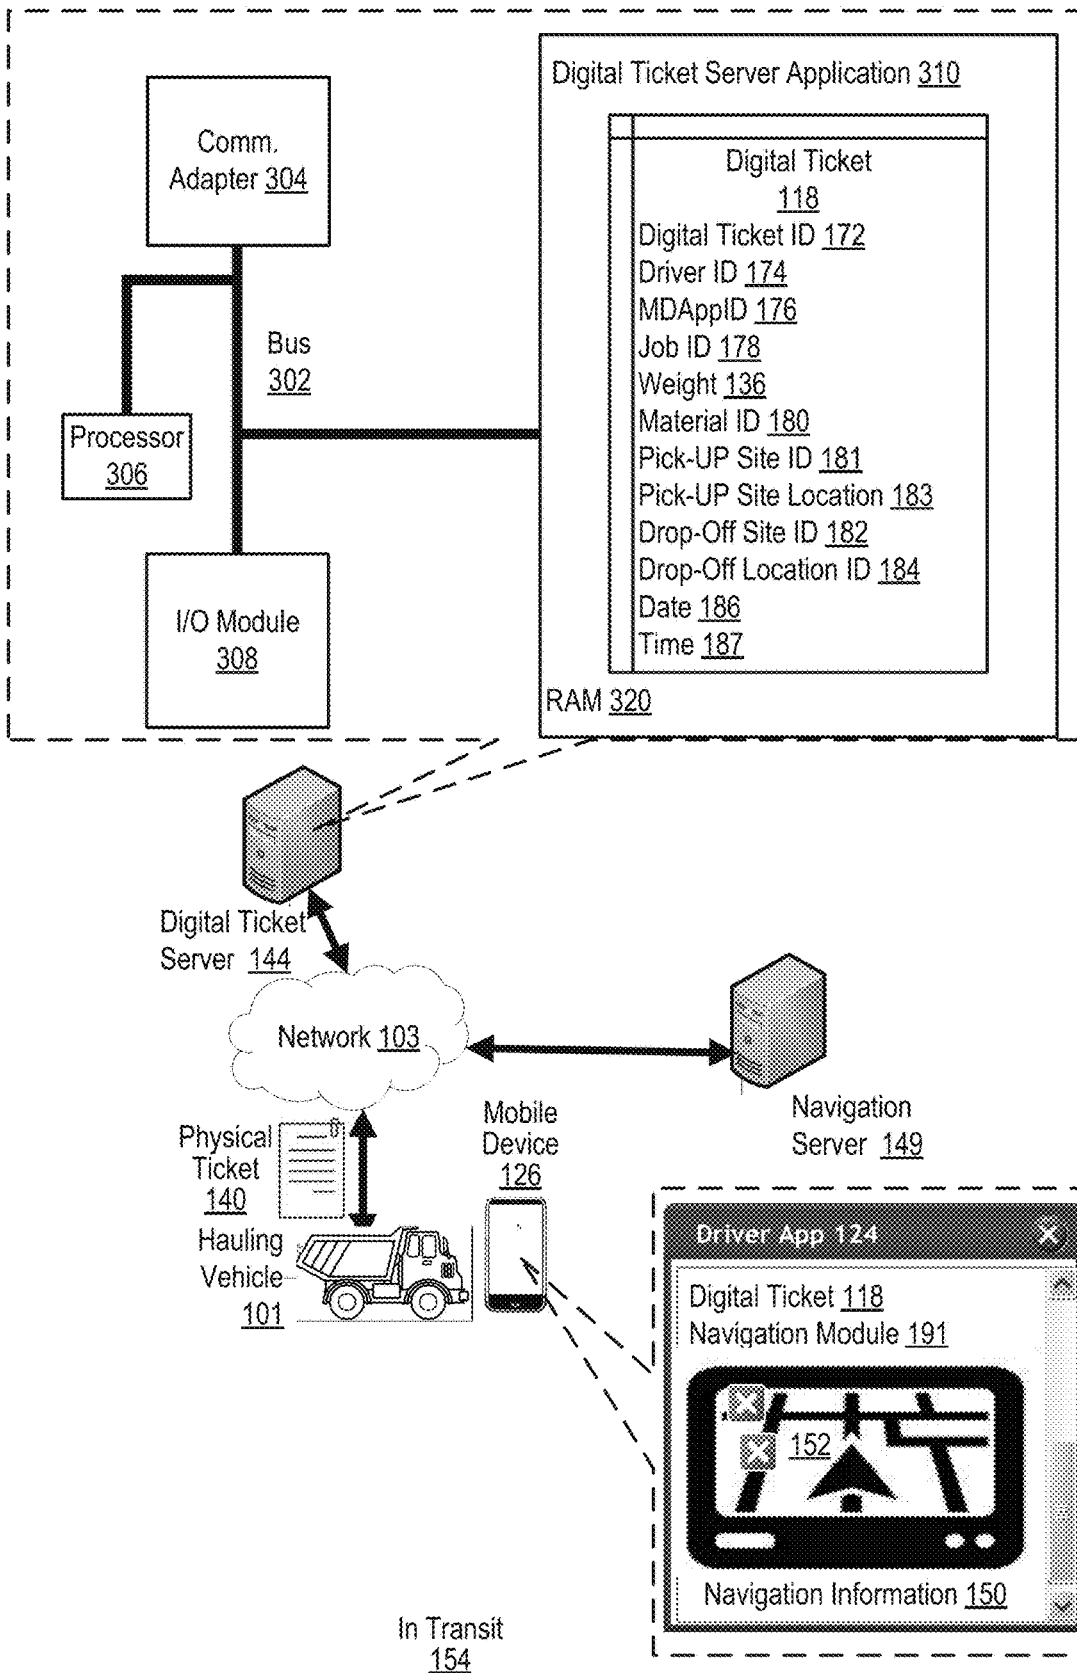 Digital Ticket Server Application 310
Comm.
Adapter 304
Digital Ticket
118
Digital Ticket ID 172
Driver ID 174
MDAppID 176
Job ID 178
Weight 136
Material ID 180
Pick-UP Site ID 181
Pick-UP Site Location 183
Drop-Off Site ID 182
Drop-Off Location ID 184
Date 186
Time 187
Bus
302
Processor
306
I/O Module
308
RAM 320
Digital Ticket
Server 144
Network 103
Navigation
Server 149
Physical
Ticket
140
Mobile
Device
126
Hauling
Vehicle
101
Driver App 124
Digital Ticket 118
Navigation Module 191
152
Navigation Information 150
In Transit
154